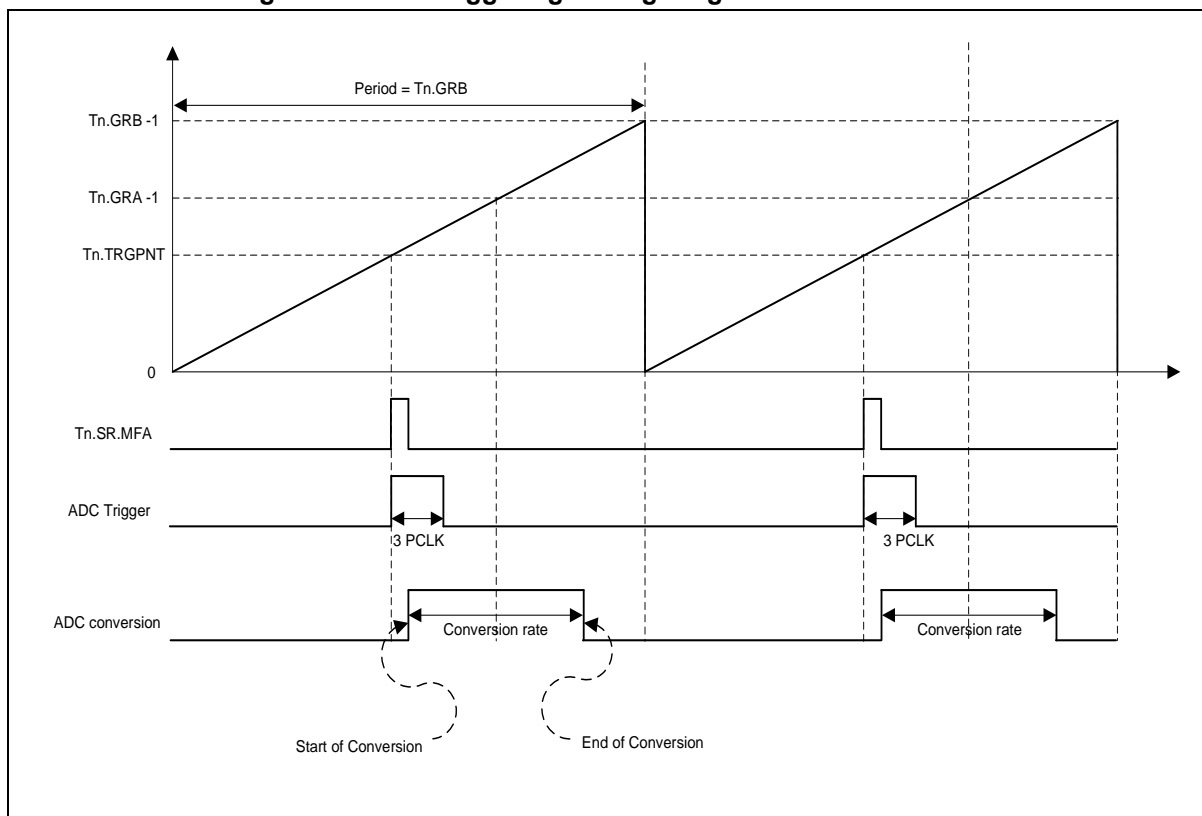 Period = Tn.GRB
Tn.GRB -1
Tn.GRA -1
Tn.TRGPNT
0
Tn.SR.MFA
ADC Trigger
3 PCLK
3 PCLK
ADC conversion
Conversion rate
Conversion rate
Start of Conversion
End of Conversion